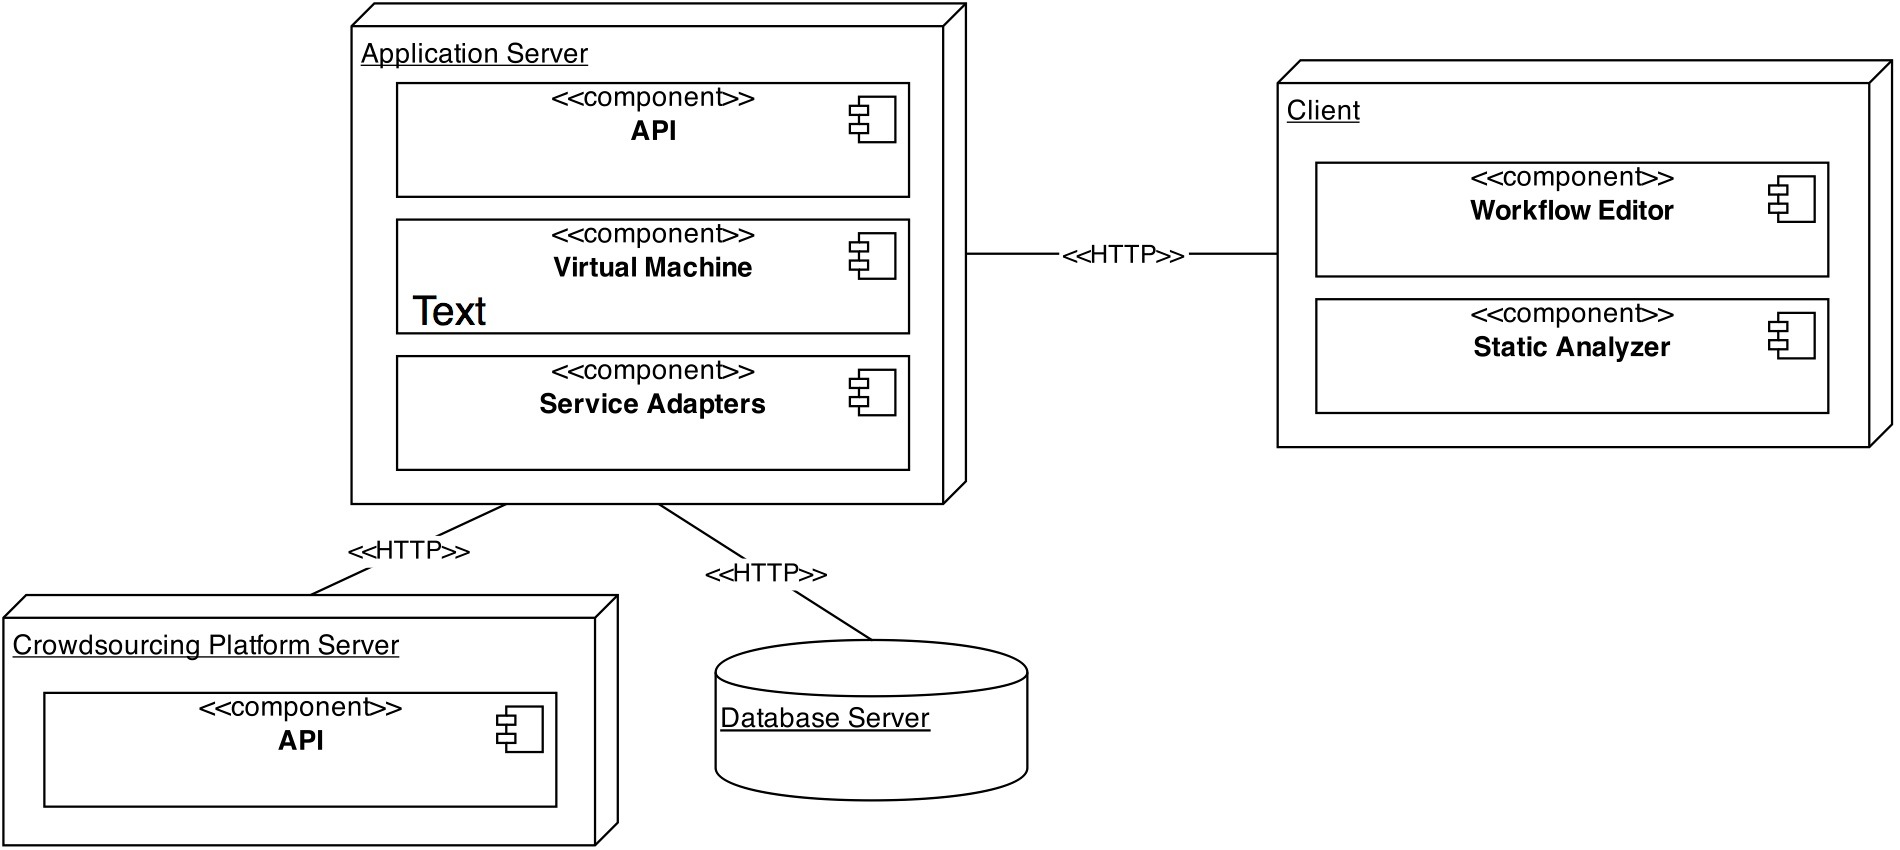 Application Server
<<component>>
API
<<component>>
Virtual Machine
Text
<<component>>
Service Adapters
<<HTTP>>
Client
<<component>>
Workflow Editor
<<component>>
Static Analyzer
<<HTTP>>
<<HTTP>>
Crowdsourcing Platform Server
<<component>>
API
Database Server